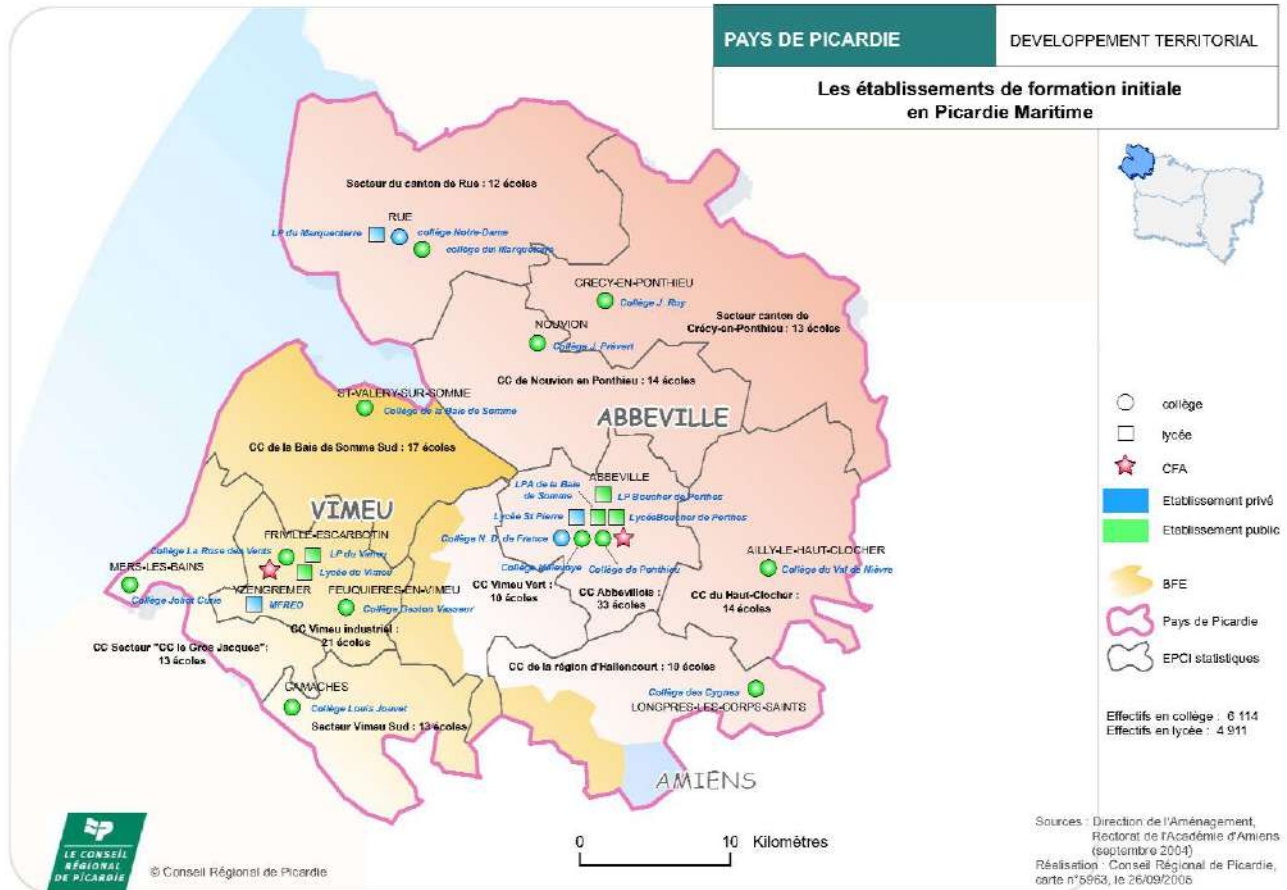 PAYS DE PICARDIE
DEVELOPPEMENT TERRITORIAL
Les établissements de formation initiale
en Picardie Maritime
Secteur du canton de Rue : 12 écoles
RUE
LP du Marquenterre
collège Notre-Dame
collège du Marquenterre
CRECY-EN-PONTHIEU
Collège J. Ruy
Secteur canton de
Crécy-en-Ponthieu : 13 écoles
NOUVION
Collège J. Prévert
CC de Nouvion en Ponthieu : 14 écoles
ST-VALERY-SUR-SOMME
Collège de la Baie de Somme
ABBEVILLE
CC de la Baie de Somme Sud : 17 écoles
ABBEVILLE
LPA de la Baie
de Somme
LP Boucher de Perthes
Lycée St Pierre
Lycée Boucher de Perthes
Collège N. D. de France
Collège Millevoye
Collège de Ponthieu
VIMEU
FRIVILLE-ESCARBOTIN
Collège La Rose des Vents
LP du Vimeu
Lycée du Vimeu
MERS-LES-BAINS
Collège Joliot Curie
YZENGREMER
MFREO
FEUQUIERES-EN-VIMEU
Collège Gaston Vasseur
AILLY-LE-HAUT-CLOCHER
Collège du Val de Nièvre
CC Vimeu Vert :
10 écoles
CC Abbevillois :
33 écoles
CC du Haut-Clocher :
14 écoles
CC Vimeu industriel :
21 écoles
CC Secteur "CC le Gros Jacques":
13 écoles
CC de la région d'Hallencourt : 10 écoles
GAMACHES
Collège Louis Jouvet
Secteur Vimeu Sud : 13 écoles
Collège des Cygnes
LONGPRES-LES-CORPS-SAINTS
AMIENS
collège
lycée
CFA
Etablissement privé
Etablissement public
BFE
Pays de Picardie
EPCI statistiques
Effectifs en collège : 6 114
Effectifs en lycée : 4 911
0 10 Kilomètres
LE CONSEIL
RÉGIONAL
DE PICARDIE
© Conseil Régional de Picardie
Sources : Direction de l'Aménagement,
Rectorat de l'Académie d'Amiens
(septembre 2004)
Réalisation : Conseil Régional de Picardie,
carte n°5963, le 26/09/2006